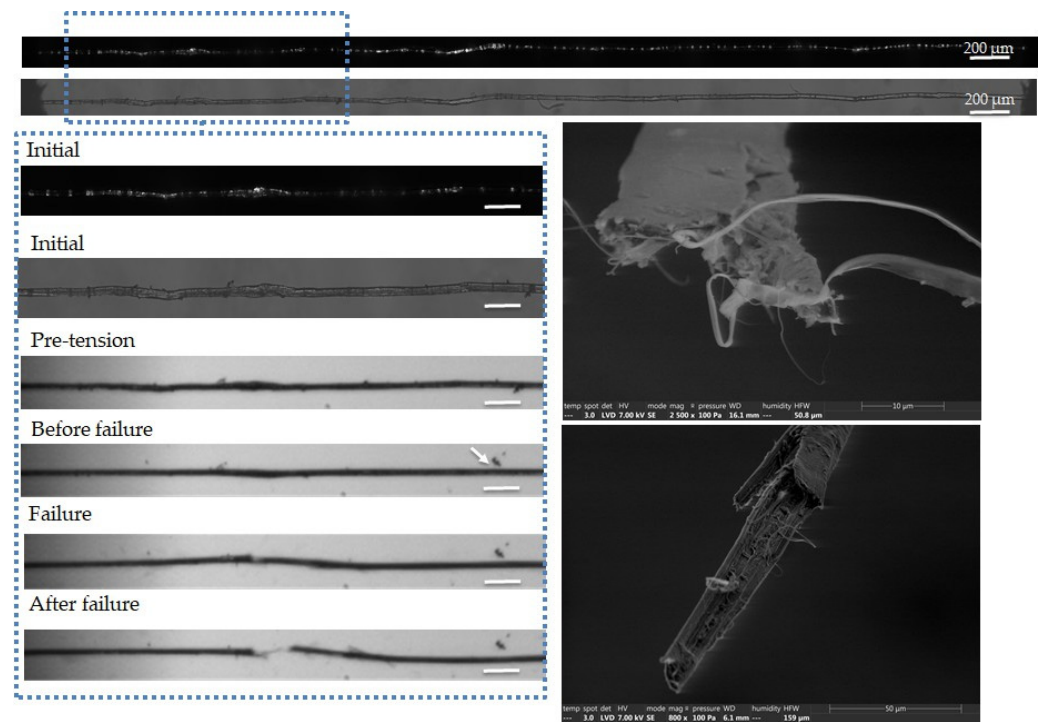 200 µm
200 µm
Initial
Initial
Pre-tension
Before failure
Failure
After failure
temp spot det HV mode mag ≡ pressure WD humidity HFW
--- 3.0 LVD 7.00 kV SE 2 500 x 100 Pa 16.1 mm --- 50.8 µm
10 µm
temp spot det HV mode mag ≡ pressure WD humidity HFW
--- 3.0 LVD 7.00 kV SE 800 x 100 Pa 6.1 mm --- 159 µm
50 µm